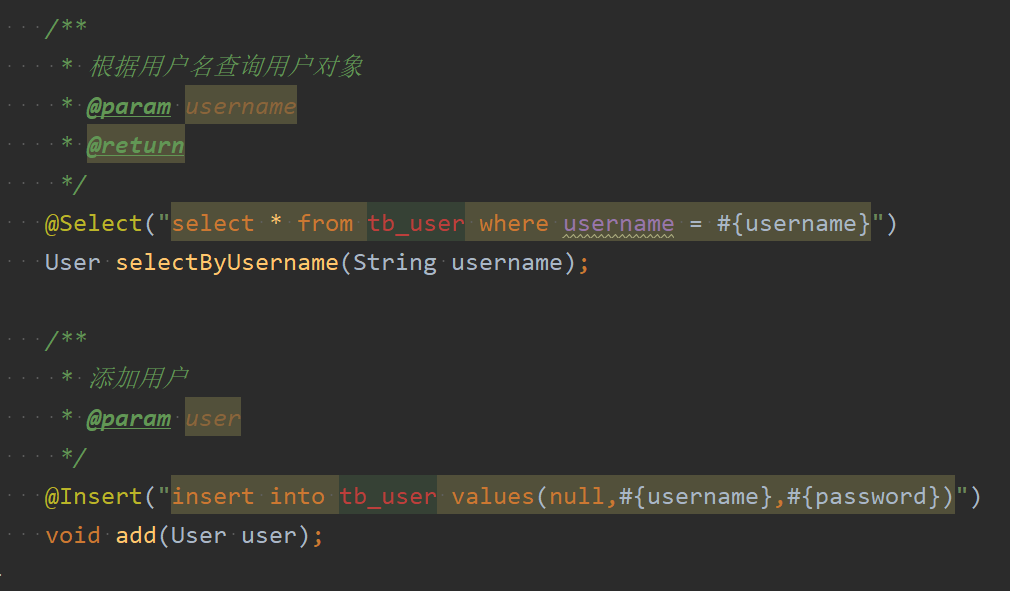 /**
* 根据用户名查询用户对象
* @param username
* @return
*/
@Select("select * from tb_user where username = #{username}")
User selectByUsername(String username);
/**
* 添加用户
* @param user
*/
@Insert("insert into tb_user values(null,#{username},#{password})")
void add(User user);